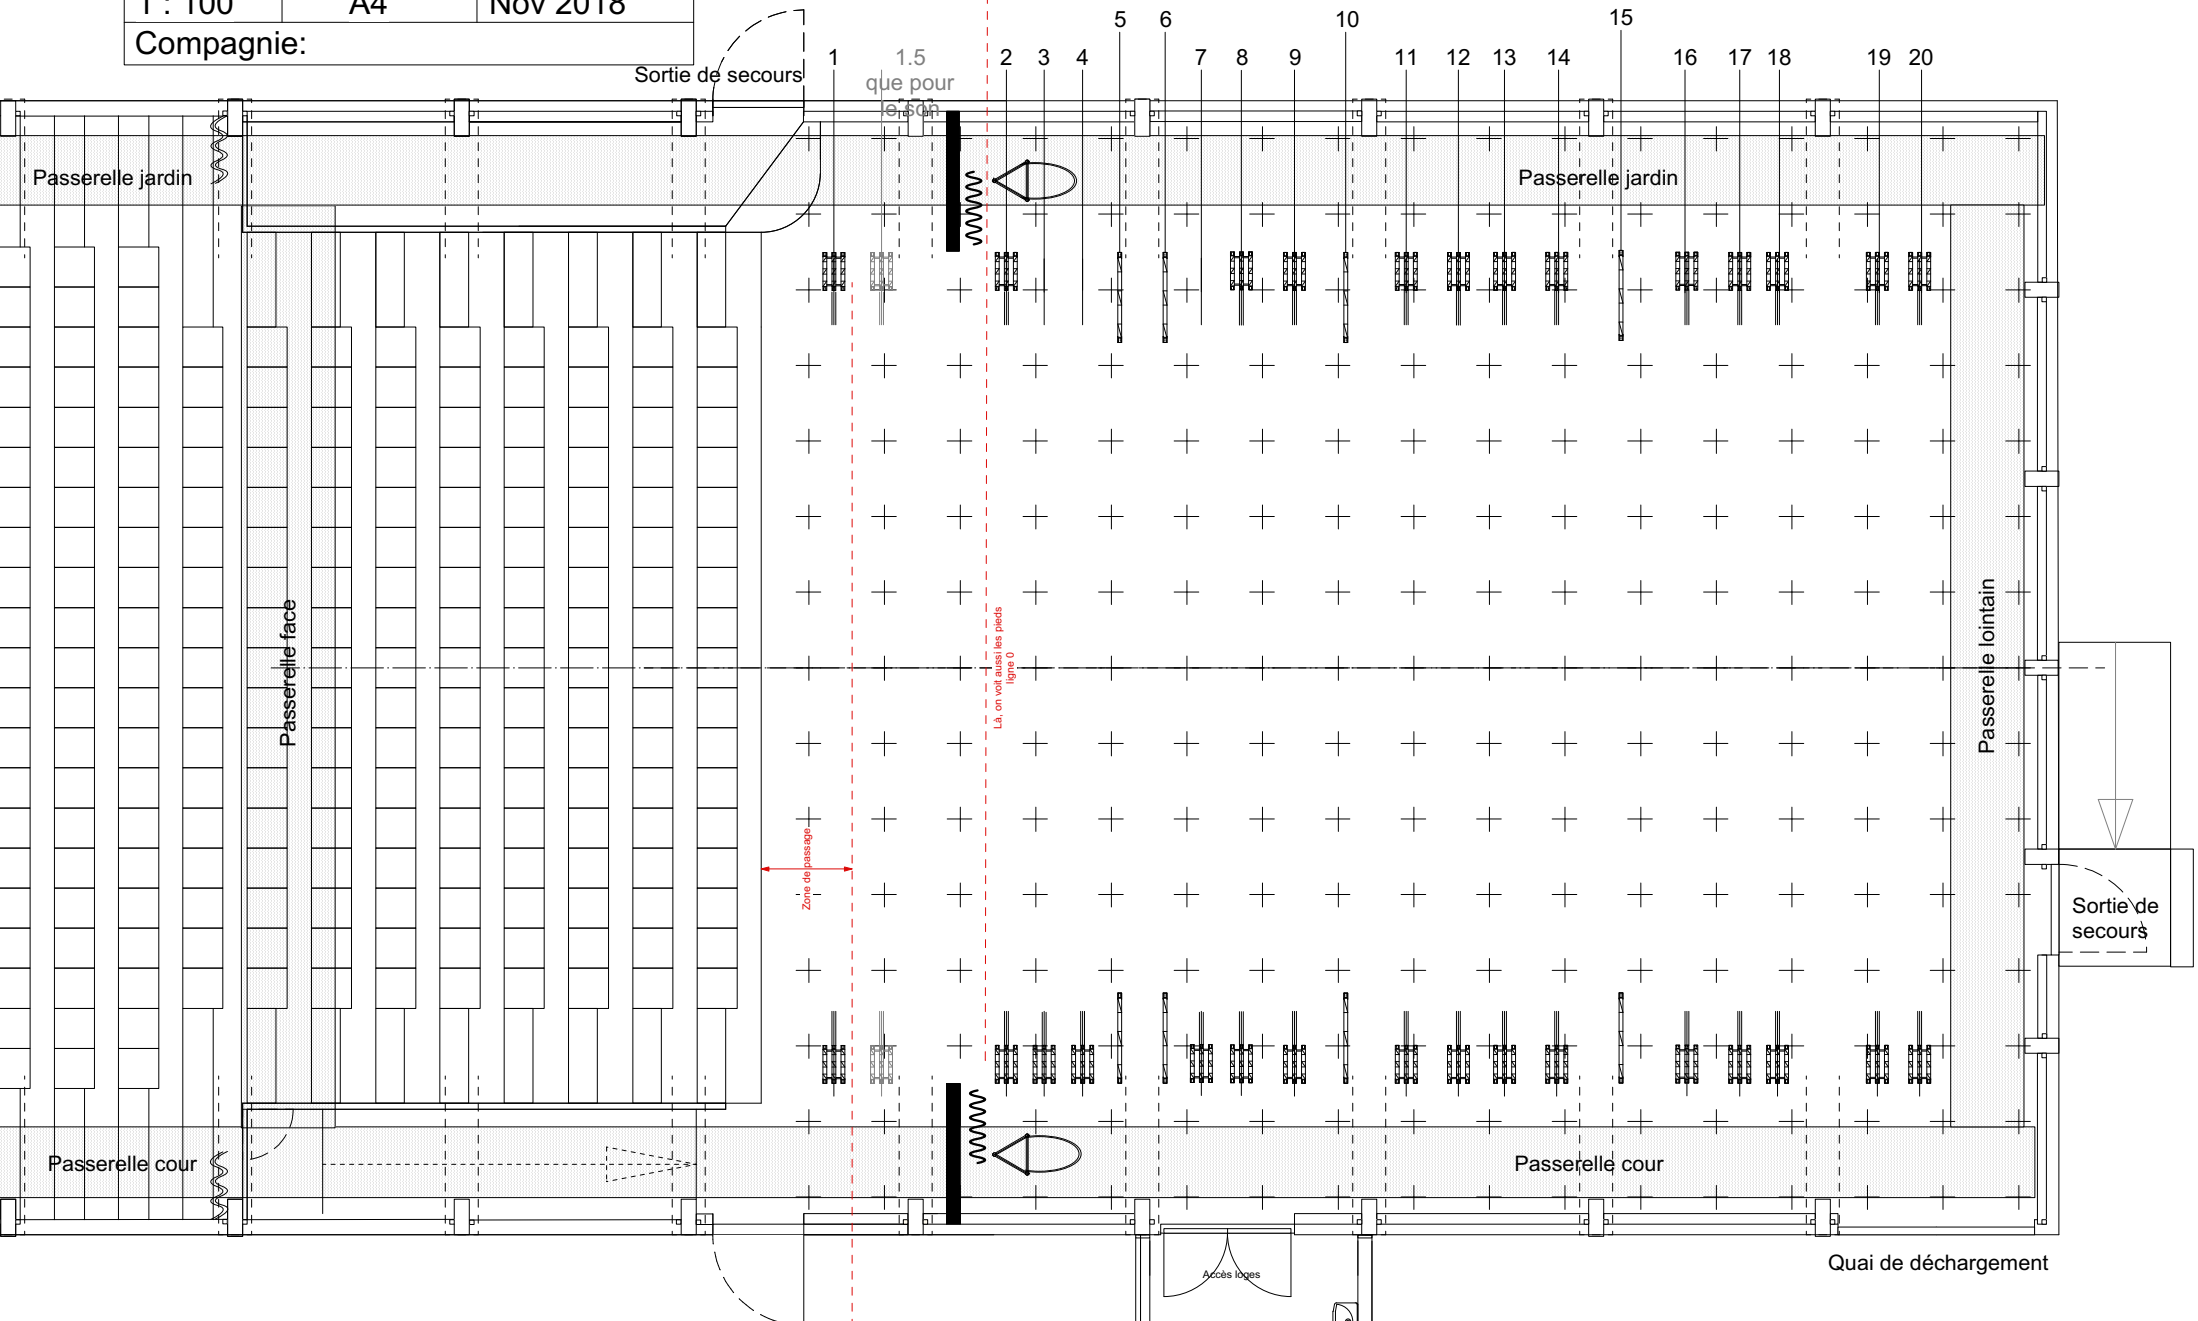 1 : 100 A4 Nov 2018
Compagnie:
Sortie de secours
1
1.5
que pour
le son
2
3
4
5
6
7
8
9
10
11
12
13
14
15
16
17
18
19
20
Passerelle jardin
Passerelle jardin
Passerelle face
Là, on voit aussi les pieds
ligne 0
Passerelle lointain
Zone de passage
Sortie de
secours
Passerelle cour
Passerelle cour
Accès loges
Quai de déchargement